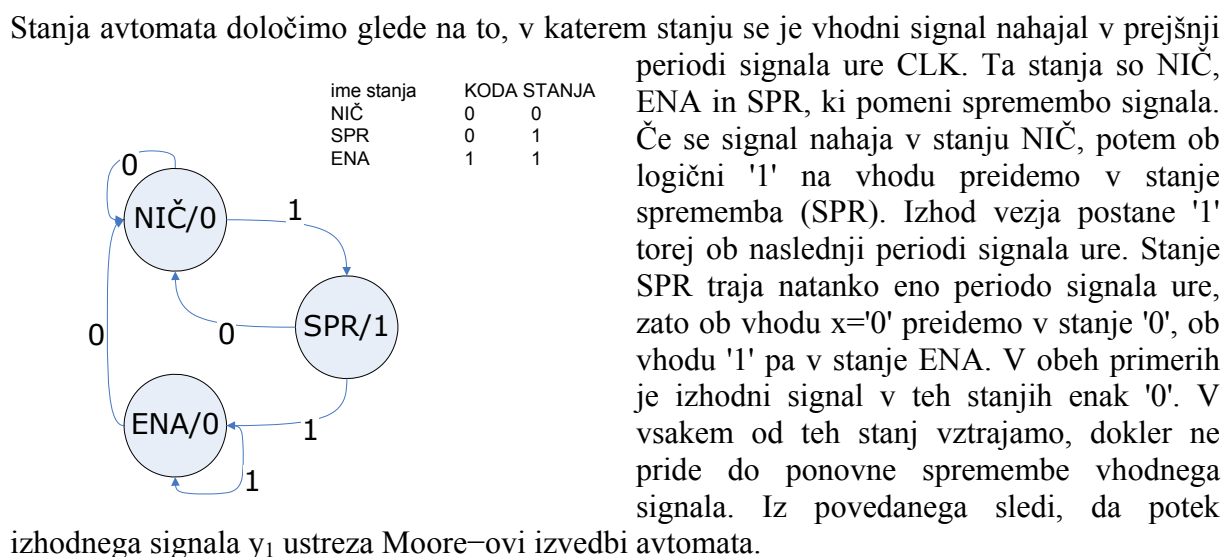 Stanja avtomata določimo glede na to, v katerem stanju se je vhodni signal nahajal v prejšnji
periodi signala ure CLK. Ta stanja so NIČ,
ENA in SPR, ki pomeni spremembo signala.
Če se signal nahaja v stanju NIČ, potem ob
logični '1' na vhodu preidemo v stanje
sprememba (SPR). Izhod vezja postane '1'
torej ob naslednji periodi signala ure. Stanje
SPR traja natanko eno periodo signala ure,
zato ob vhodu x='0' preidemo v stanje '0', ob
vhodu '1' pa v stanje ENA. V obeh primerih
je izhodni signal v teh stanjih enak '0'. V
vsakem od teh stanj vztrajamo, dokler ne
pride do ponovne spremembe vhodnega
signala. Iz povedanega sledi, da potek
izhodnega signala y₁ ustreza Moore−ovi izvedbi avtomata.
ime stanja KODA STANJA
NIČ 0 0
SPR 0 1
ENA 1 1
0
NIČ/0
1
SPR/1
0
0
ENA/0
1
1